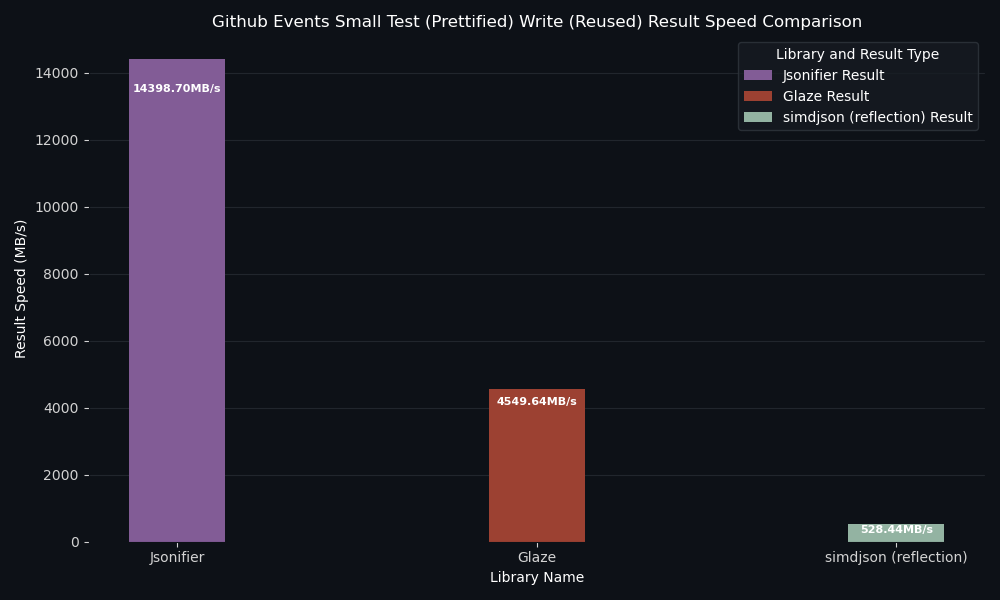 Github Events Small Test (Prettified) Write (Reused) Result Speed Comparison
Library and Result Type
Jsonifier Result
Glaze Result
simdjson (reflection) Result
Result Speed (MB/s)
14000
12000
10000
8000
6000
4000
2000
0
14398.70MB/s
4549.64MB/s
528.44MB/s
Jsonifier
Glaze
simdjson (reflection)
Library Name